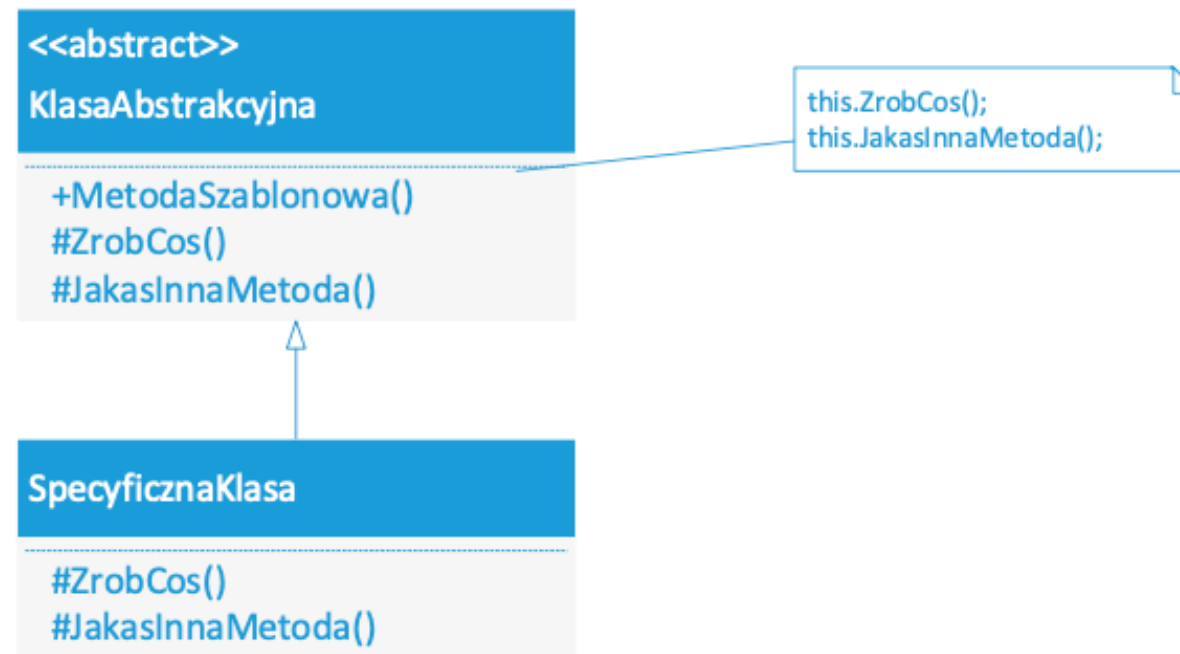 <<abstract>>
KlasaAbstrakcyjna
this.ZrobCos();
this.JakasInnaMetoda();
+MetodaSzablonowa()
#ZrobCos()
#JakasInnaMetoda()
SpecyficznaKlasa
#ZrobCos()
#JakasInnaMetoda()